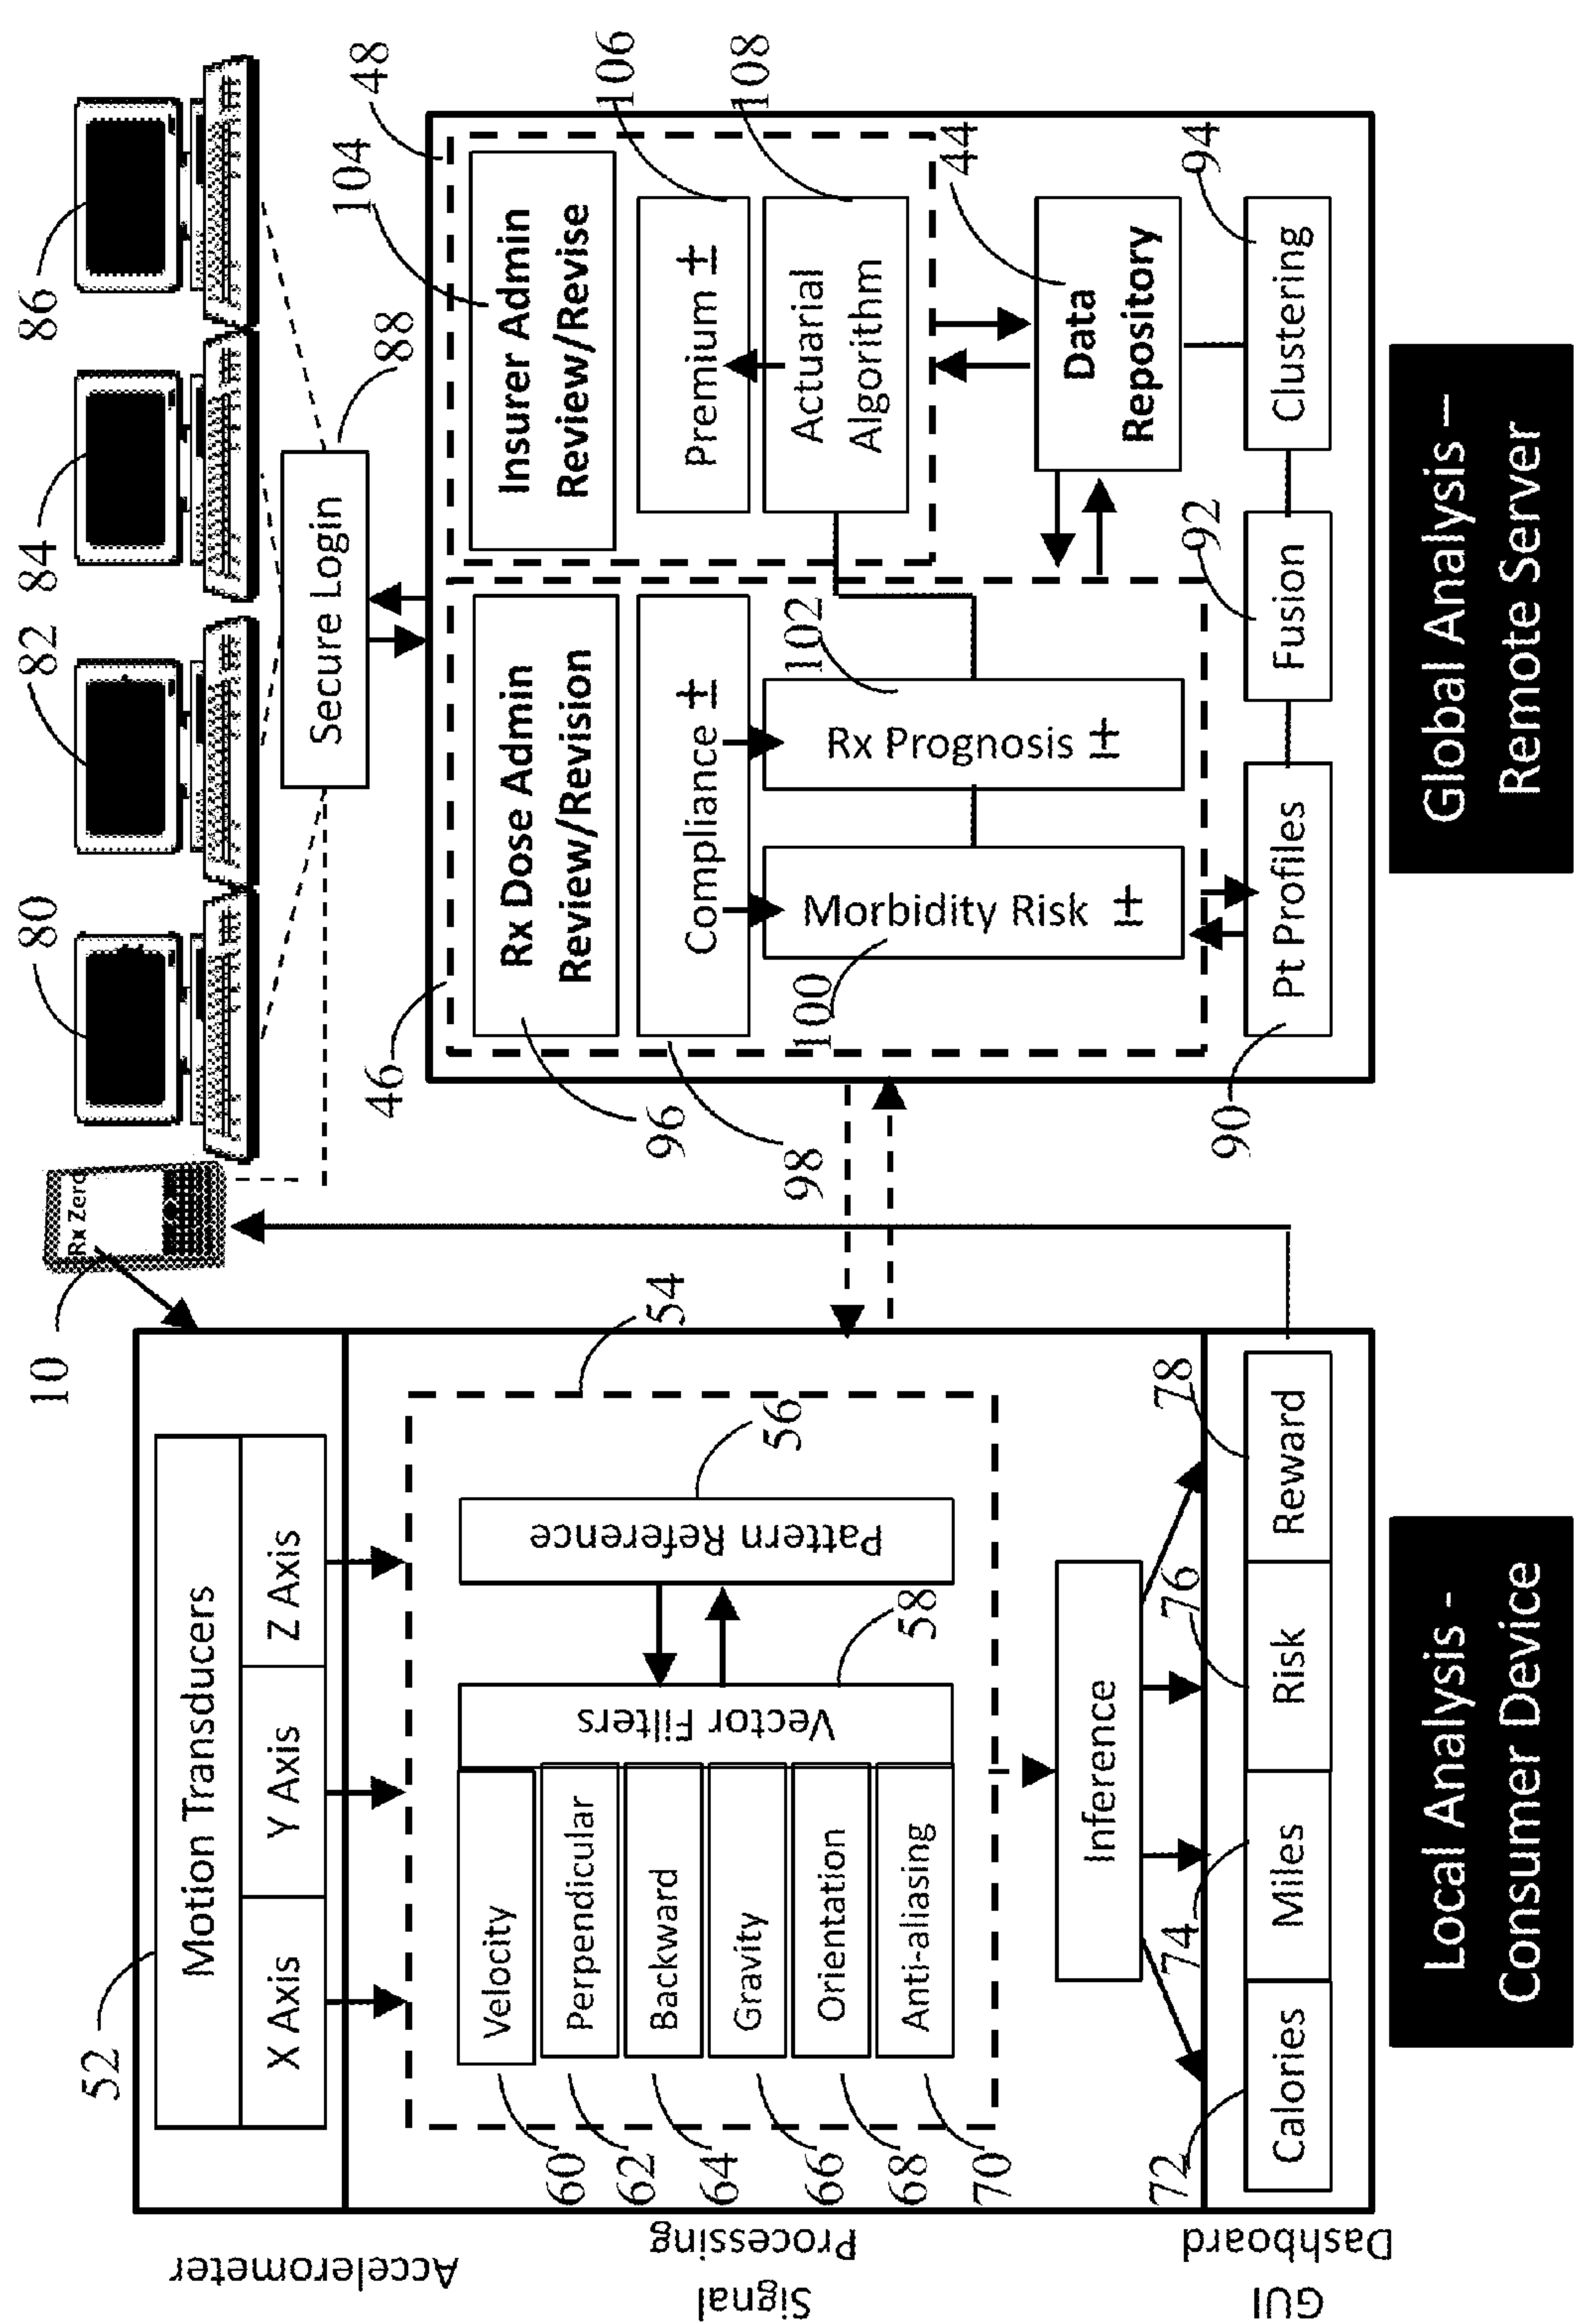 10
Rx Zero
80
82
84
86
88
Secure Login
52
Motion Transducers
X Axis
Y Axis
Z Axis
Accelerometer
54
Velocity
Perpendicular
Backward
Gravity
Orientation
Anti-aliasing
Vector Filters
Pattern Reference
56
58
60
62
64
66
68
70
Signal
Processing
Inference
72
74
76
78
Calories
Miles
Risk
Reward
GUI
Dashboard
Local Analysis -
Consumer Device
46
Rx Dose Admin
Review/Revision
96
Compliance ±
98
Morbidity Risk ±
100
Rx Prognosis ±
102
48
104
Insurer Admin
Review/Revise
106
Premium ±
108
Actuarial
Algorithm
44
Data
Repository
90
Pt Profiles
92
Fusion
94
Clustering
Global Analysis—
Remote Server